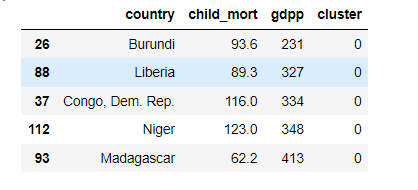 country child_mort gdpp cluster
26 Burundi 93.6 231 0
88 Liberia 89.3 327 0
37 Congo, Dem. Rep. 116.0 334 0
112 Niger 123.0 348 0
93 Madagascar 62.2 413 0